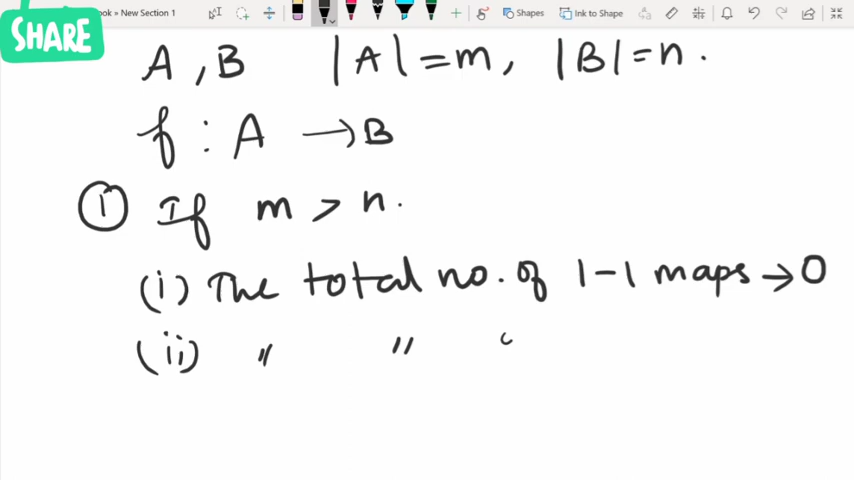 SHARE
ook » New Section 1
Shapes
Ink to Shape
A, B |A| = m, |B| = n.
f : A → B
① If m > n.
(i) The total no. of 1-1 maps → 0
(ii) " "